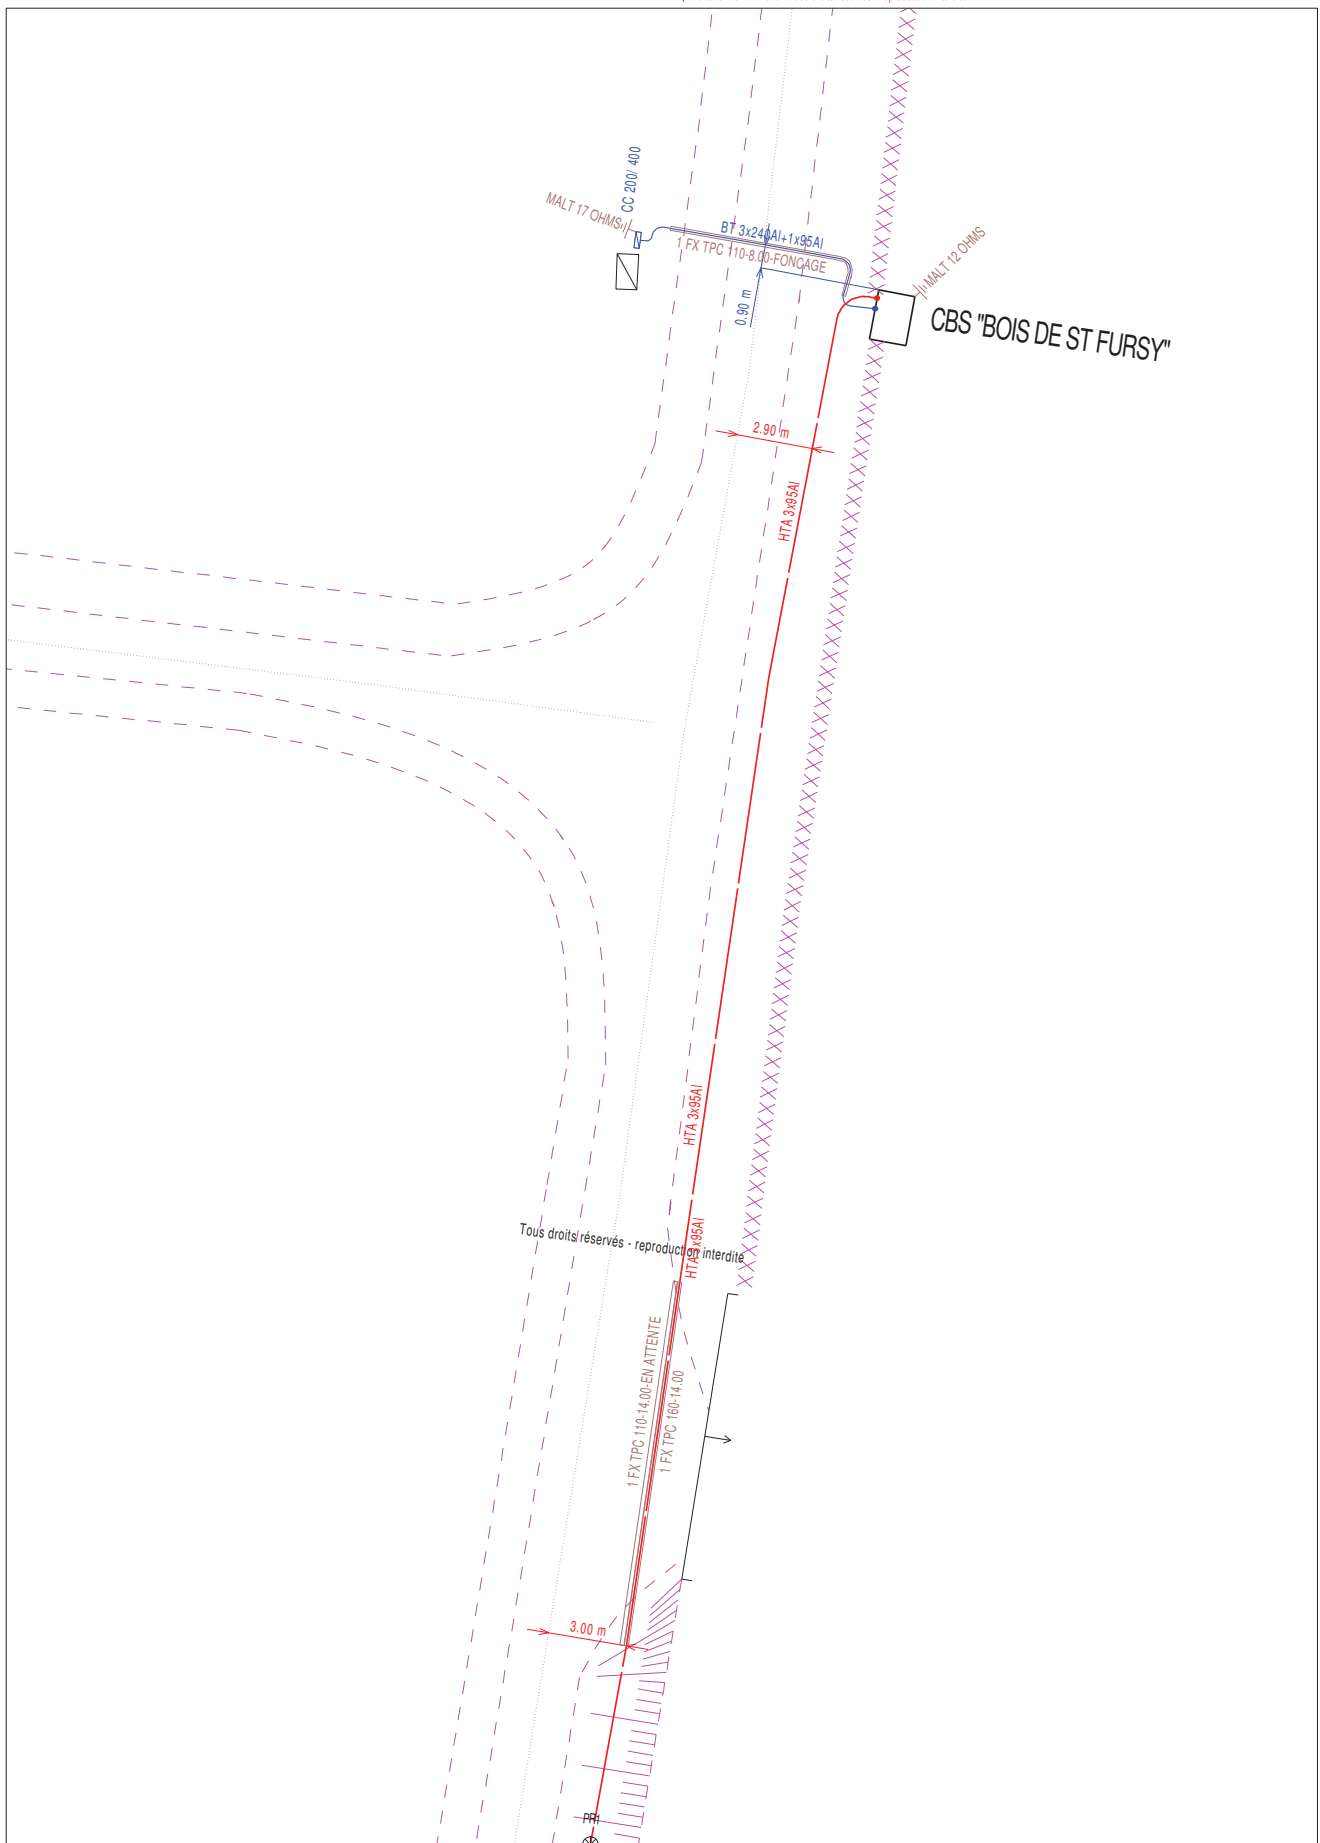 CC 200/ 400
MALT 17 OHMS
BT 3x240Al+1x95Al
1 FX TPC 110-8.00-FONCAGE
MALT 12 OHMS
0.90 m
CBS "BOIS DE ST FURSY"
2.90 m
HTA 3x95Al
HTA 3x95Al
HTA 3x95Al
Tous droits réservés - reproduction interdite
1 FX TPC 110-14.00-EN ATTENTE
1 FX TPC 160-14.00
3.00 m
PR1